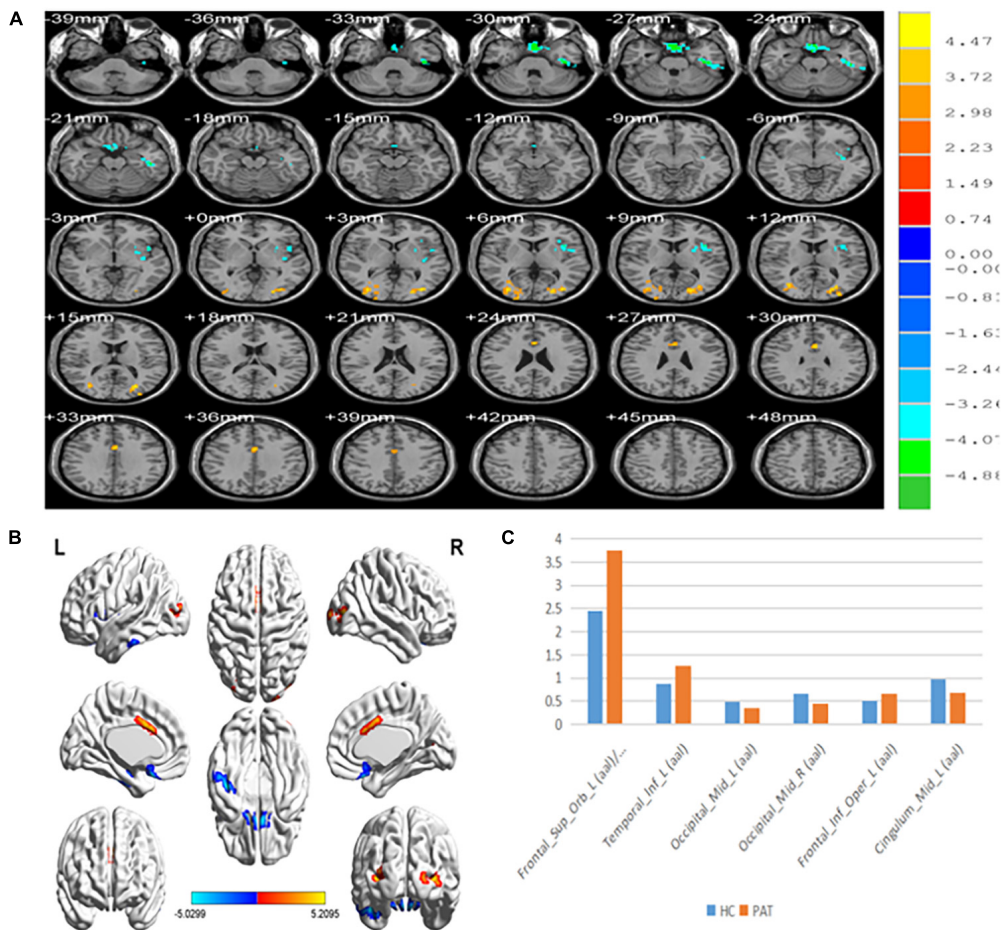 A
-39mm -36mm -33mm -30mm -27mm -24mm
-21mm -18mm -15mm -12mm -9mm -6mm
-3mm +0mm +3mm +6mm +9mm +12mm
+15mm +18mm +21mm +24mm +27mm +30mm
+33mm +36mm +39mm +42mm +45mm +48mm
4.47
3.72
2.98
2.23
1.49
0.74
0.00
-0.00
-1.63
-2.44
-3.26
-4.07
-4.88
B
L
R
-5.0299 5.2095
C
4
3.5
3
2.5
2
1.5
1
0.5
0
Frontal_Sup_Orb_L (aal)/...
Temporal_Inf_L (aal)
Occipital_Mid_L (aal)
Occipital_Mid_R (aal)
Frontal_Inf_Oper_L (aal)
Cingulum_Mid_L (aal)
HC PAT